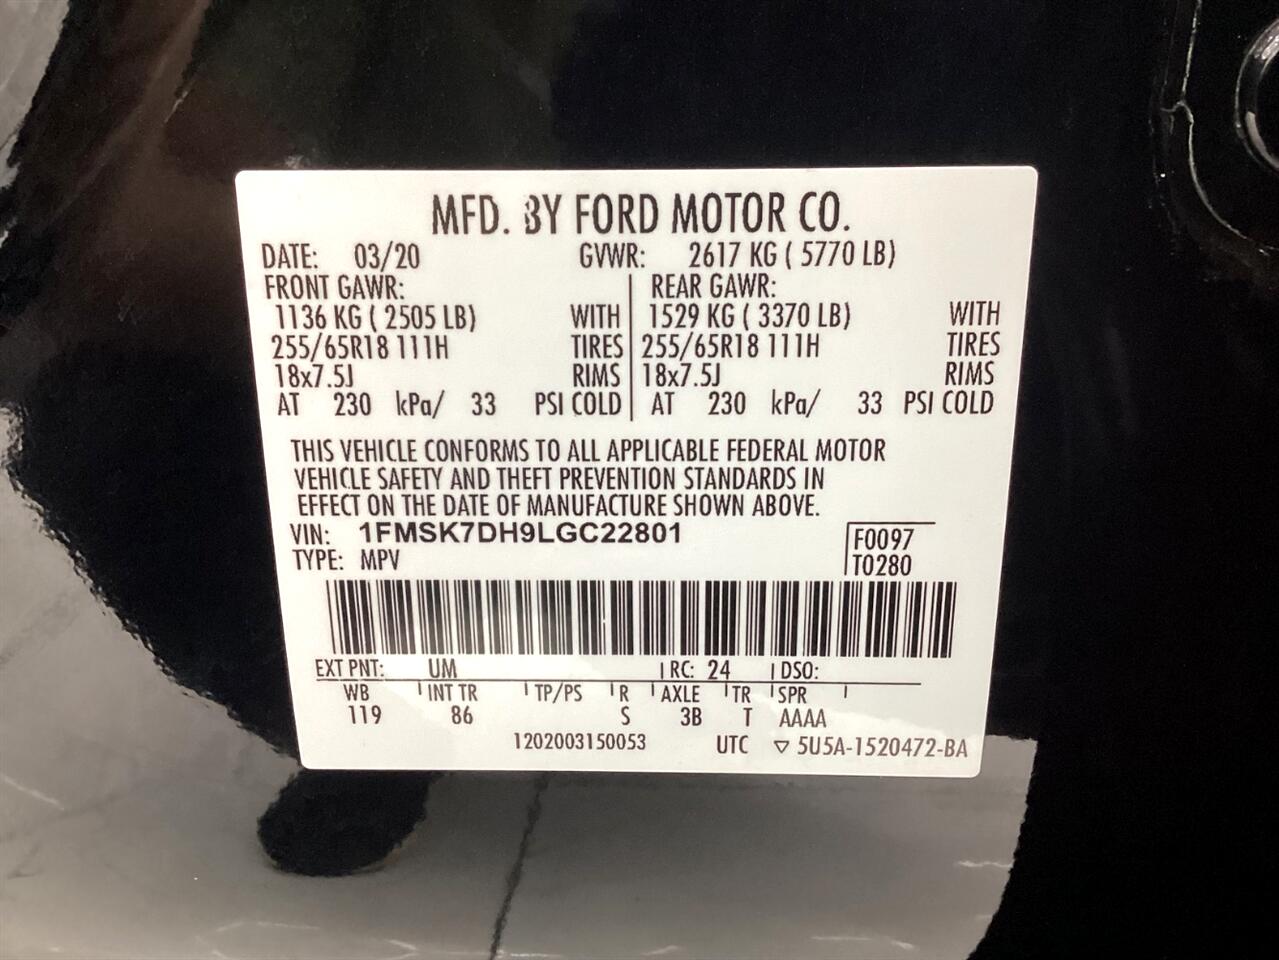 MFD. BY FORD MOTOR CO.
DATE: 03/20 GVWR: 2617 KG ( 5770 LB)
FRONT GAWR: REAR GAWR:
1136 KG ( 2505 LB) WITH 1529 KG ( 3370 LB) WITH
255/65R18 111H TIRES 255/65R18 111H TIRES
18x7.5J RIMS 18x7.5J RIMS
AT 230 kPa/ 33 PSI COLD AT 230 kPa/ 33 PSI COLD
THIS VEHICLE CONFORMS TO ALL APPLICABLE FEDERAL MOTOR
VEHICLE SAFETY AND THEFT PREVENTION STANDARDS IN
EFFECT ON THE DATE OF MANUFACTURE SHOWN ABOVE.
VIN: 1FMSK7DH9LGC22801 F0097
TYPE: MPV T0280
EXT PNT: UM RC: 24 DSO:
WB INT TR TP/PS R AXLE TR SPR
119 86 S 3B T AAAA
1202003150053 UTC ▽ 5U5A-1520472-BA